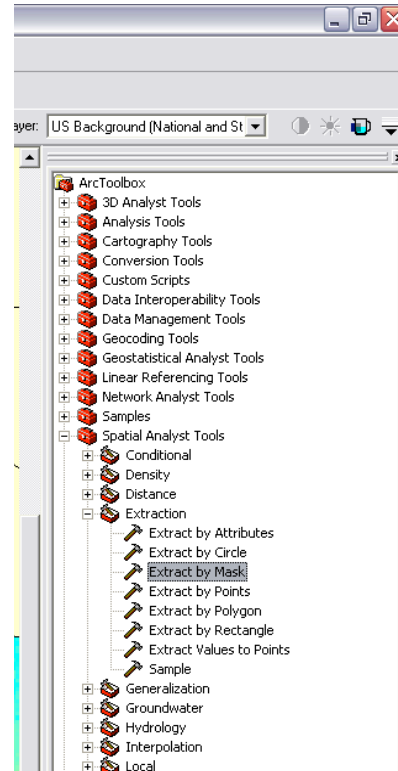 ayer: US Background (National and St
ArcToolbox
3D Analyst Tools
Analysis Tools
Cartography Tools
Conversion Tools
Custom Scripts
Data Interoperability Tools
Data Management Tools
Geocoding Tools
Geostatistical Analyst Tools
Linear Referencing Tools
Network Analyst Tools
Samples
Spatial Analyst Tools
Conditional
Density
Distance
Extraction
Extract by Attributes
Extract by Circle
Extract by Mask
Extract by Points
Extract by Polygon
Extract by Rectangle
Extract Values to Points
Sample
Generalization
Groundwater
Hydrology
Interpolation
Local